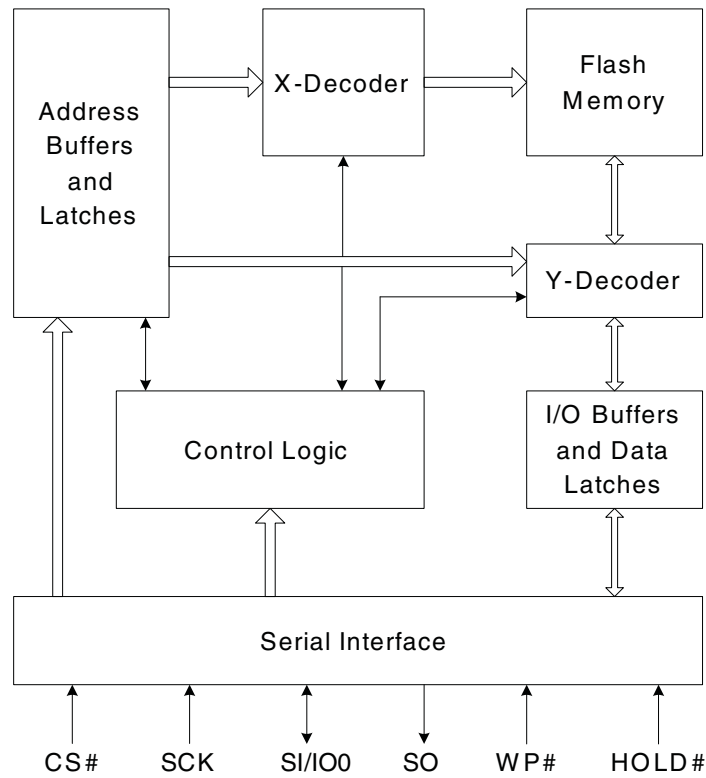 Address
Buffers
and
Latches
X-Decoder
Flash
Memory
Y-Decoder
Control Logic
I/O Buffers
and Data
Latches
Serial Interface
CS# SCK SI/IO0 SO WP# HOLD#